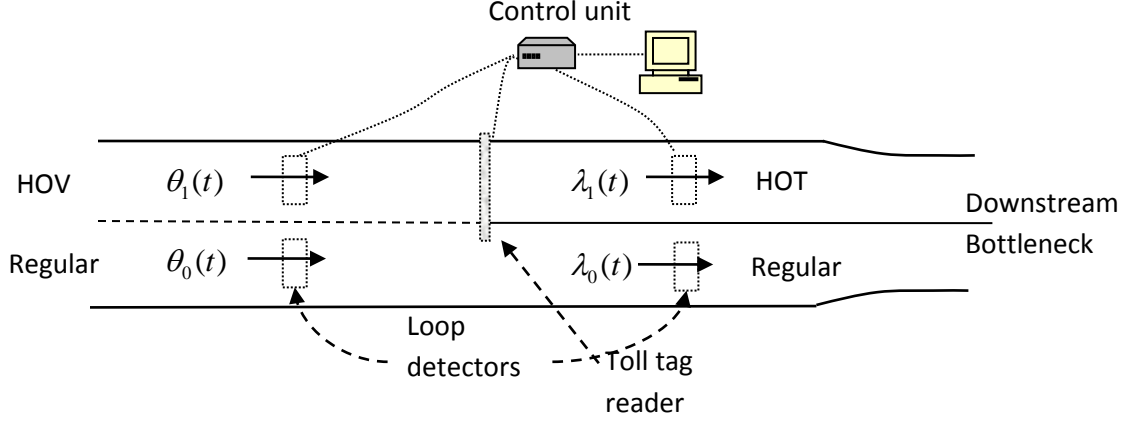 Control unit
HOV
θ₁(t)
λ₁(t)
HOT
Downstream
Bottleneck
Regular
θ₀(t)
λ₀(t)
Regular
Loop
detectors
Toll tag
reader